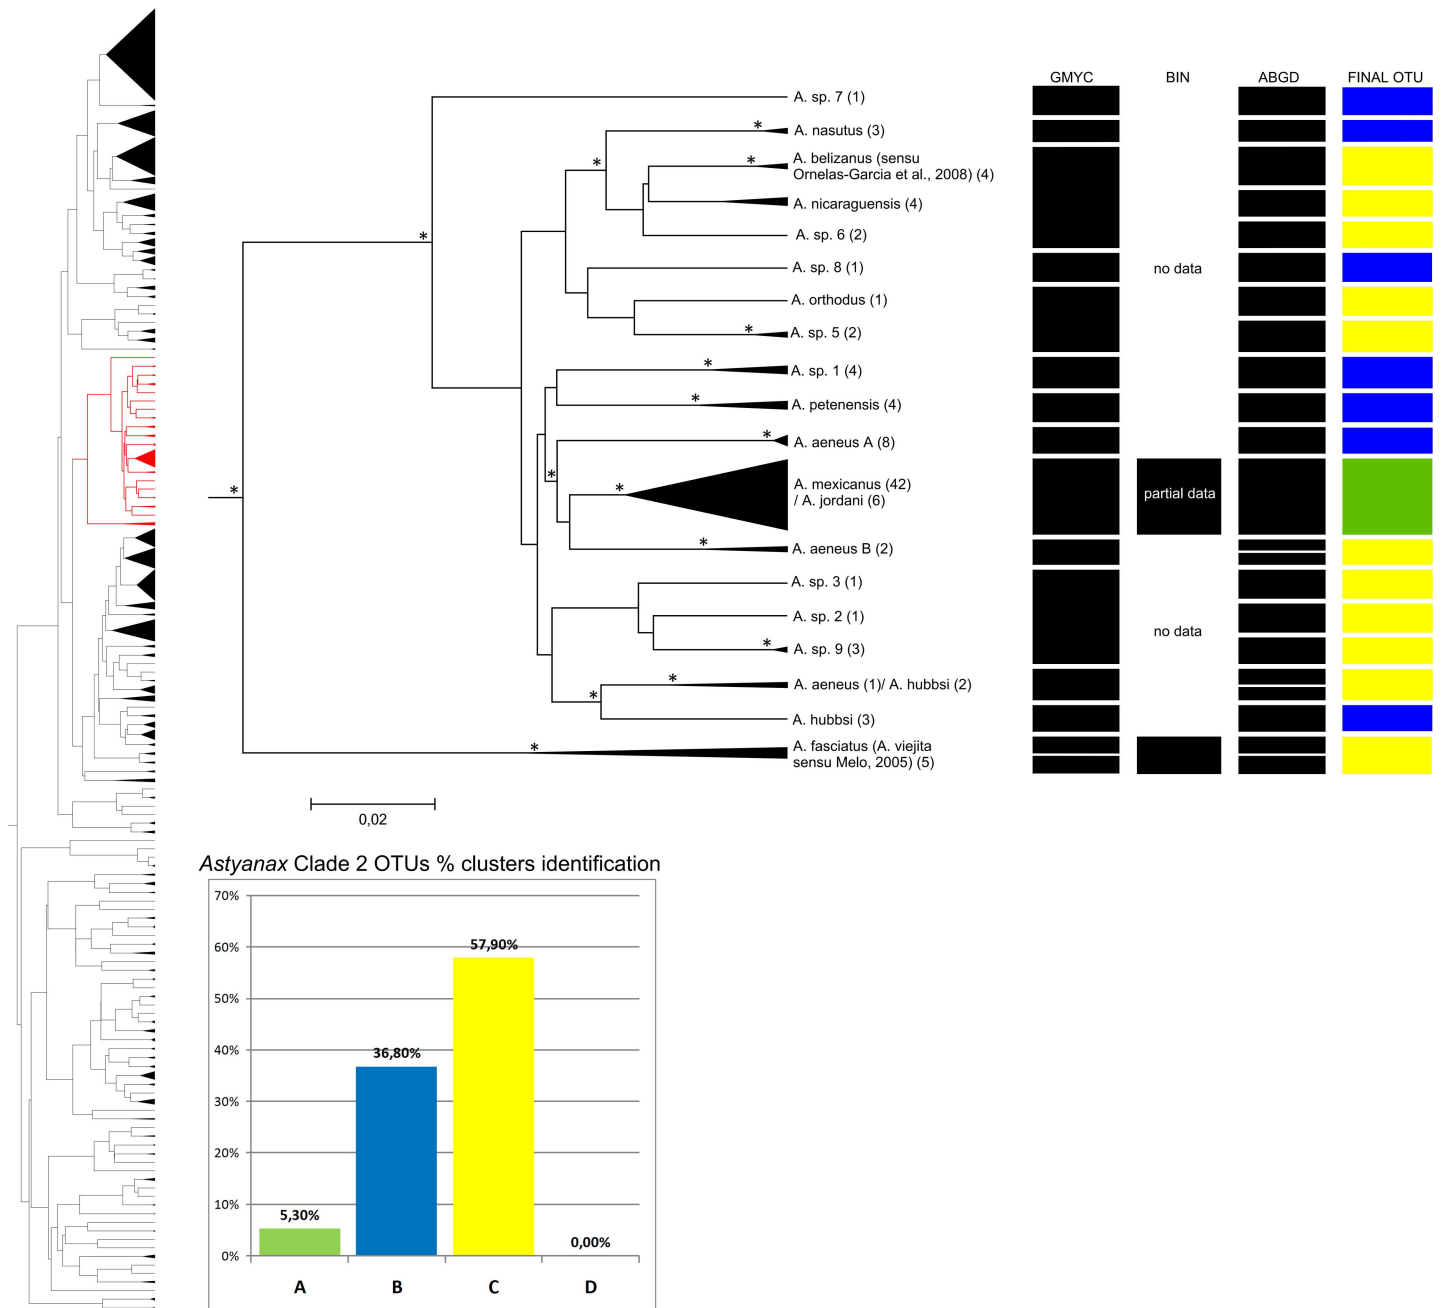 GMYC BIN ABGD FINAL OTU
A. sp. 7 (1)
* A. nasutus (3)
*
* A. belizanus (sensu
Ornelas-Garcia et al., 2008) (4)
A. nicaraguensis (4)
* A. sp. 6 (2)
A. sp. 8 (1) no data
A. orthodus (1)
* A. sp. 5 (2)
* A. sp. 1 (4)
* A. petenensis (4)
* A. aeneus A (8)
*
* A. mexicanus (42) partial data
/ A. jordani (6)
*
* A. aeneus B (2)
A. sp. 3 (1)
A. sp. 2 (1)
no data
* A. sp. 9 (3)
* A. aeneus (1)/ A. hubbsi (2)
*
A. hubbsi (3)
* A. fasciatus (A. viejita
sensu Melo, 2005) (5)
0,02
Astyanax Clade 2 OTUs % clusters identification
70%
60%
57,90%
50%
40%
36,80%
30%
20%
10%
5,30%
0%
0,00%
A B C D